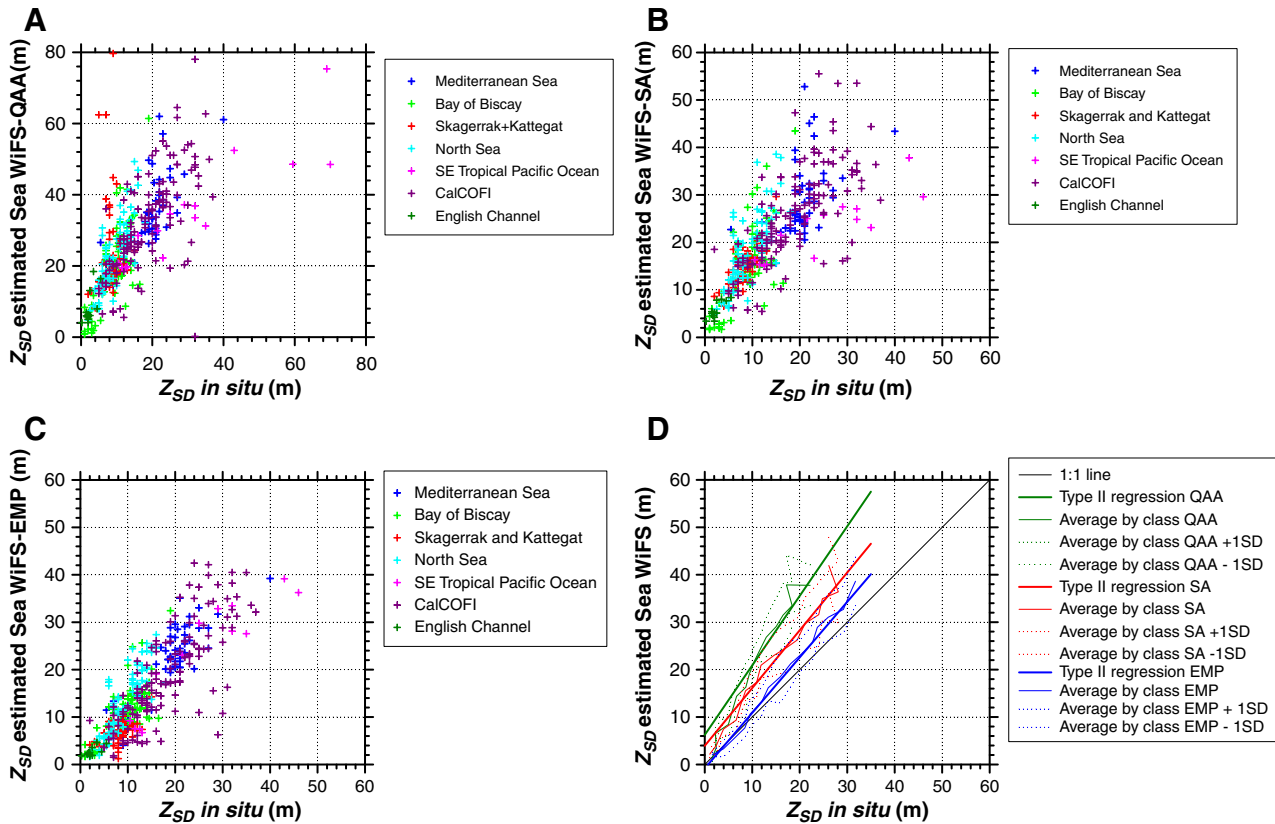 A
Z_SD estimated Sea WiFS-QAA(m)
80
60
40
20
0
0 20 40 60 80
Z_SD in situ (m)
Mediterranean Sea
Bay of Biscay
Skagerrak+Kattegat
North Sea
SE Tropical Pacific Ocean
CalCOFI
English Channel
B
Z_SD estimated Sea WiFS-SA(m)
60
50
40
30
20
10
0
0 10 20 30 40 50 60
Z_SD in situ (m)
Mediterranean Sea
Bay of Biscay
Skagerrak and Kattegat
North Sea
SE Tropical Pacific Ocean
CalCOFI
English Channel
C
Z_SD estimated Sea WiFS-EMP (m)
60
50
40
30
20
10
0
0 10 20 30 40 50 60
Z_SD in situ (m)
Mediterranean Sea
Bay of Biscay
Skagerrak and Kattegat
North Sea
SE Tropical Pacific Ocean
CalCOFI
English Channel
D
Z_SD estimated Sea WiFS (m)
60
50
40
30
20
10
0
0 10 20 30 40 50 60
Z_SD in situ (m)
1:1 line
Type II regression QAA
Average by class QAA
Average by class QAA +1SD
Average by class QAA - 1SD
Type II regression SA
Average by class SA
Average by class SA +1SD
Average by class SA -1SD
Type II regression EMP
Average by class EMP
Average by class EMP + 1SD
Average by class EMP - 1SD